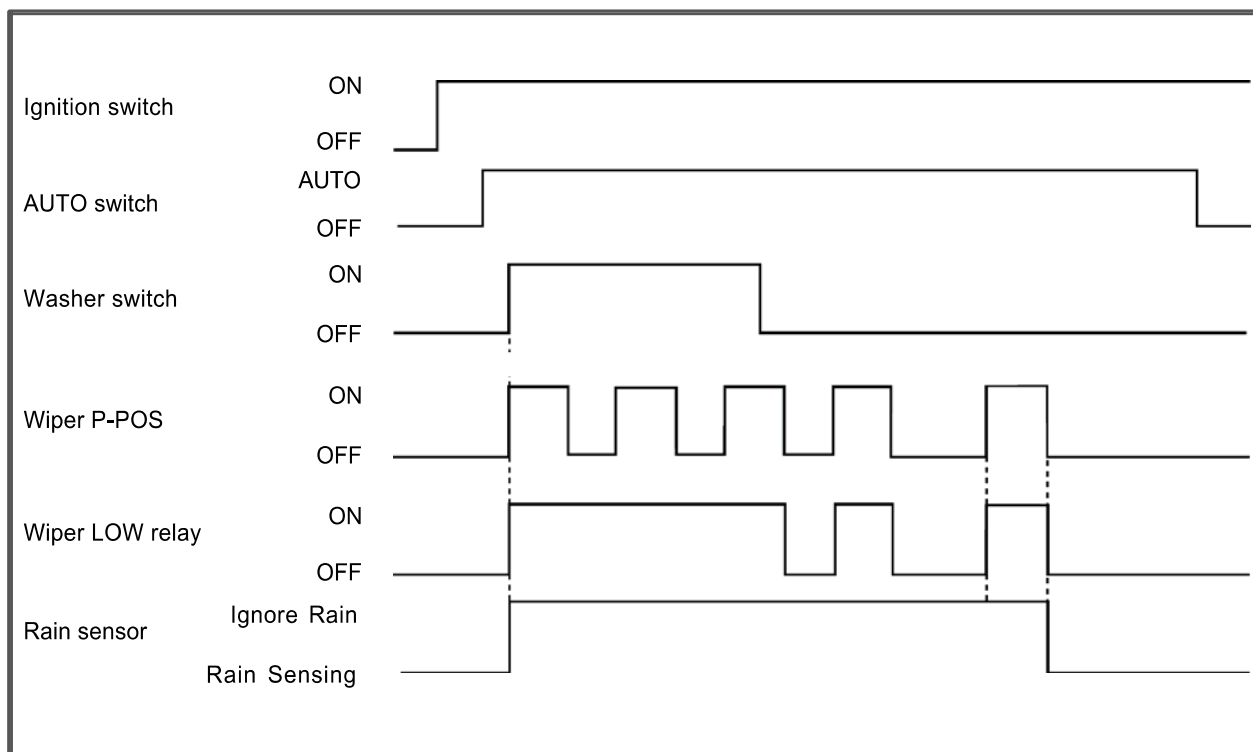 ON
Ignition switch
OFF
AUTO
AUTO switch
OFF
ON
Washer switch
OFF
ON
Wiper P-POS
OFF
ON
Wiper LOW relay
OFF
Ignore Rain
Rain sensor
Rain Sensing